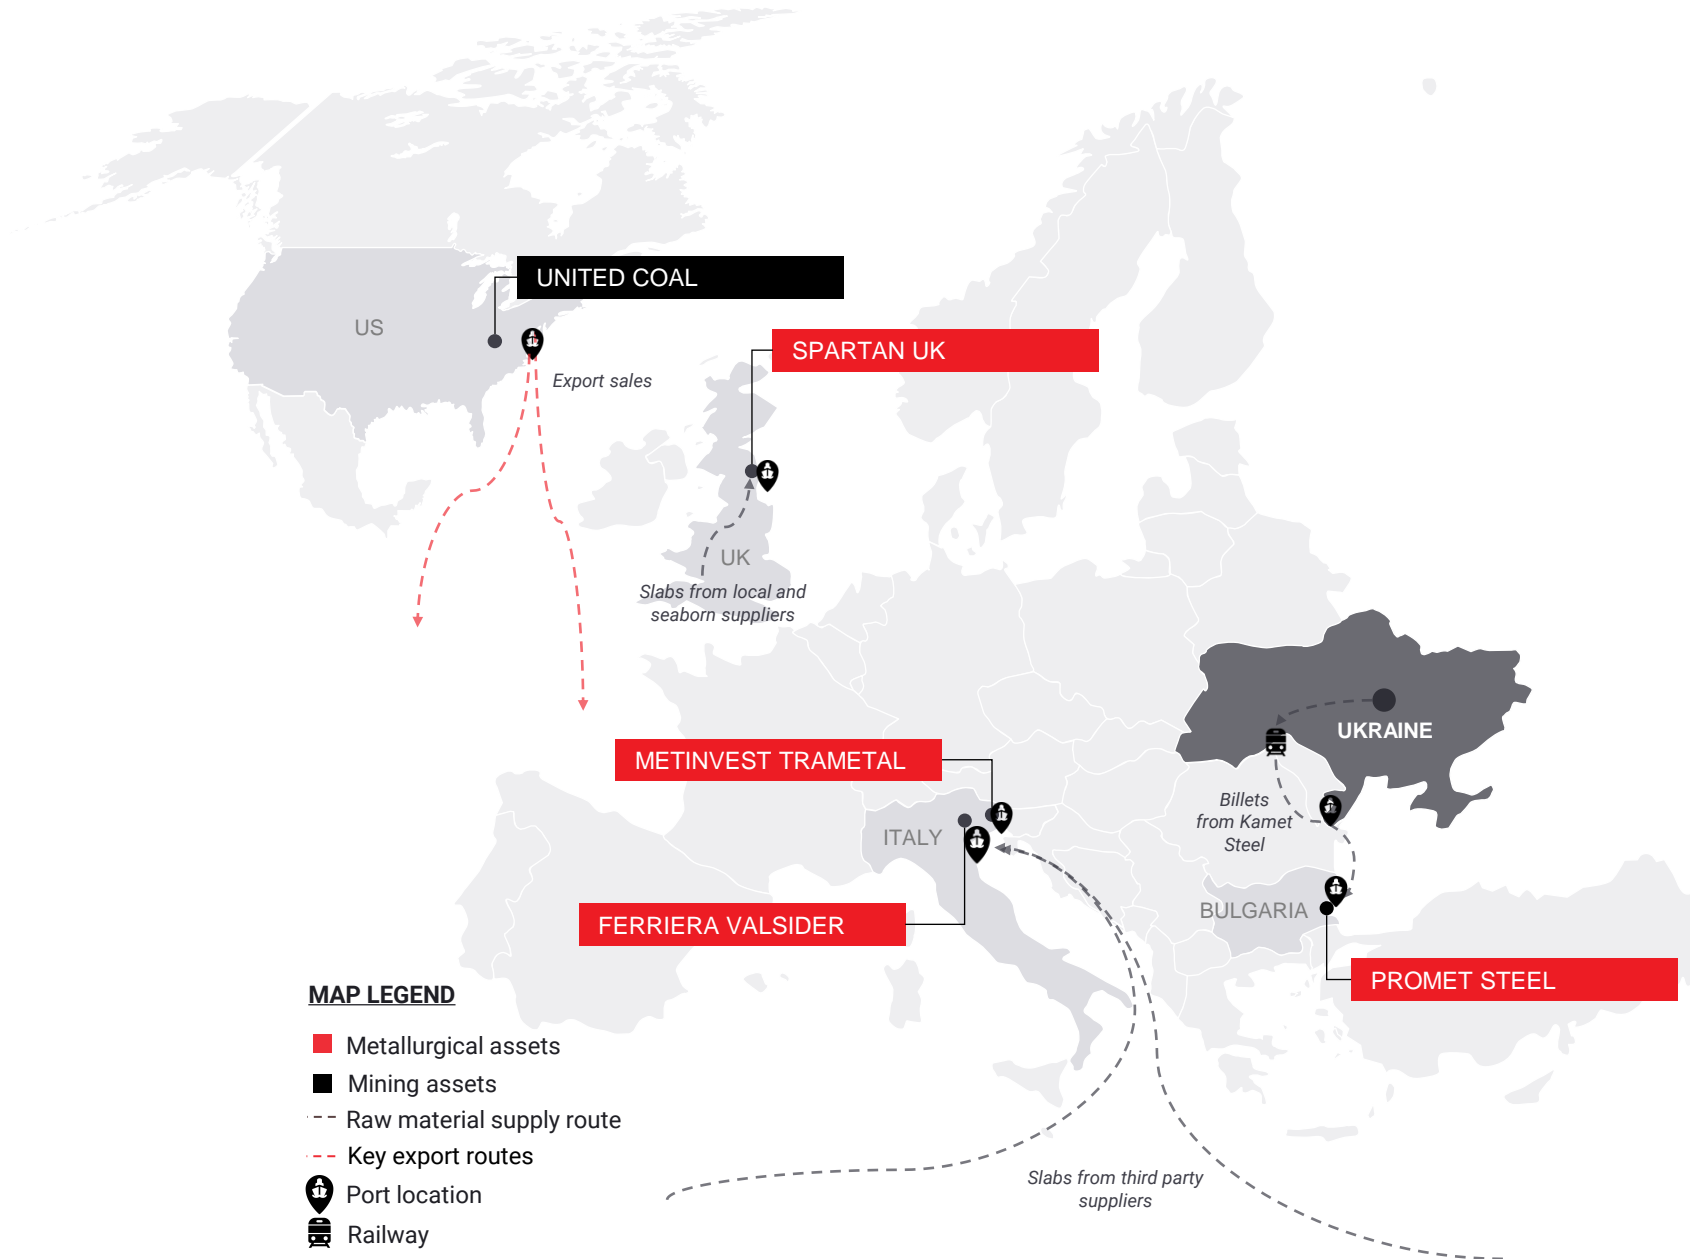 UNITED COAL
US
SPARTAN UK
Export sales
UK
Slabs from local and
seaborn suppliers
UKRAINE
METINVEST TRAMETAL
Billets
from Kamet
Steel
ITALY
BULGARIA
FERRIERA VALSIDER
PROMET STEEL
MAP LEGEND
Metallurgical assets
Mining assets
Raw material supply route
Key export routes
Port location
Railway
Slabs from third party
suppliers